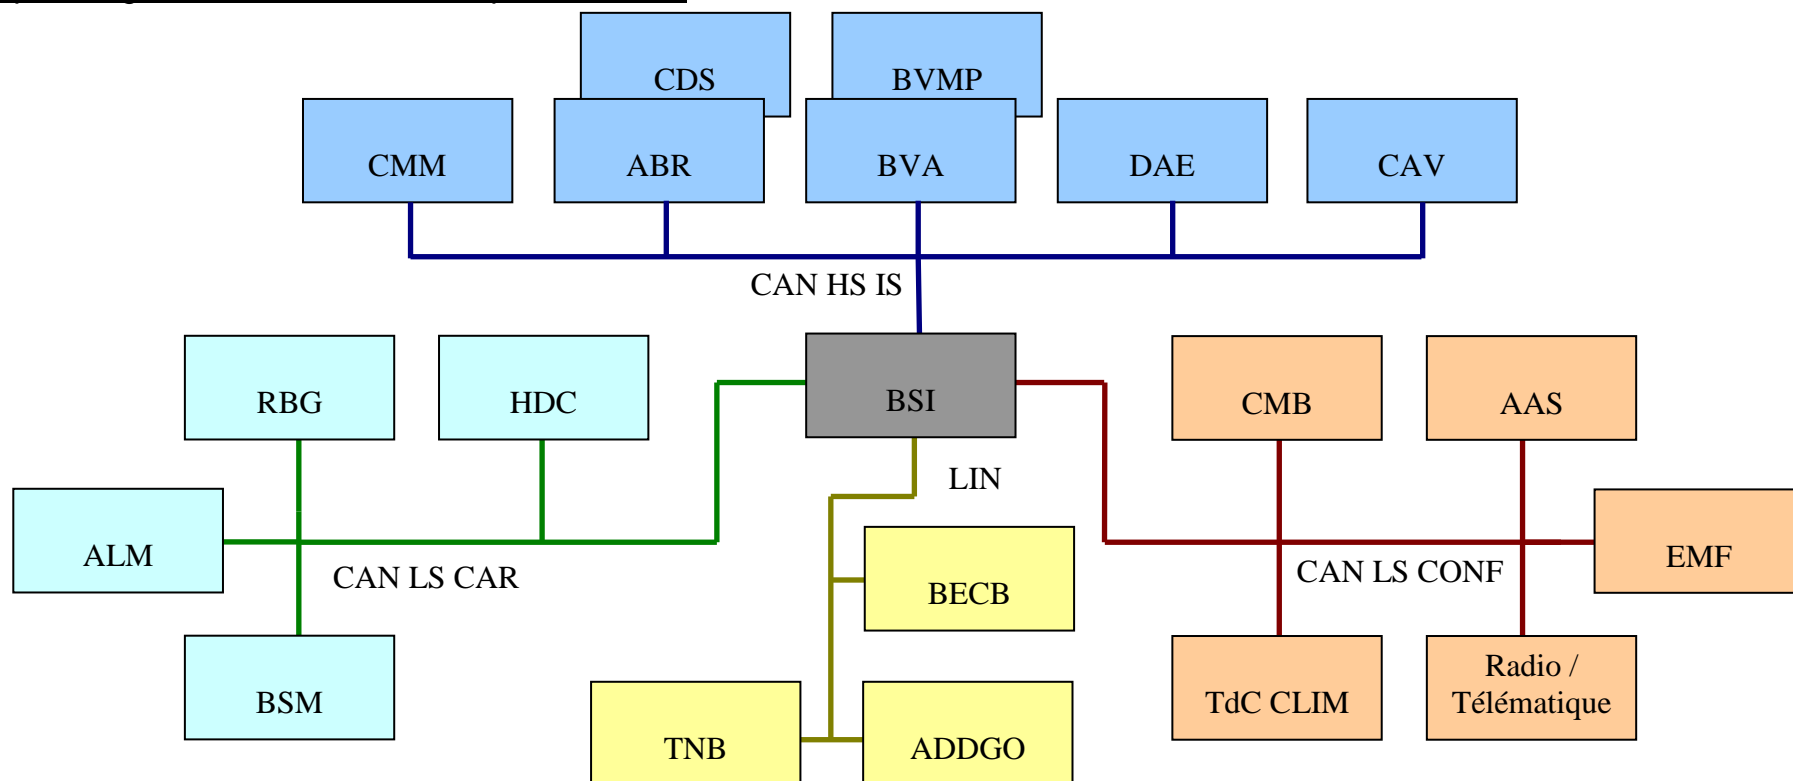 CDS
BVMP
CMM
ABR
BVA
DAE
CAV
CAN HS IS
RBG
HDC
BSI
CMB
AAS
LIN
ALM
CAN LS CAR
BECB
CAN LS CONF
EMF
BSM
TNB
ADDGO
TdC CLIM
Radio /
Télématique